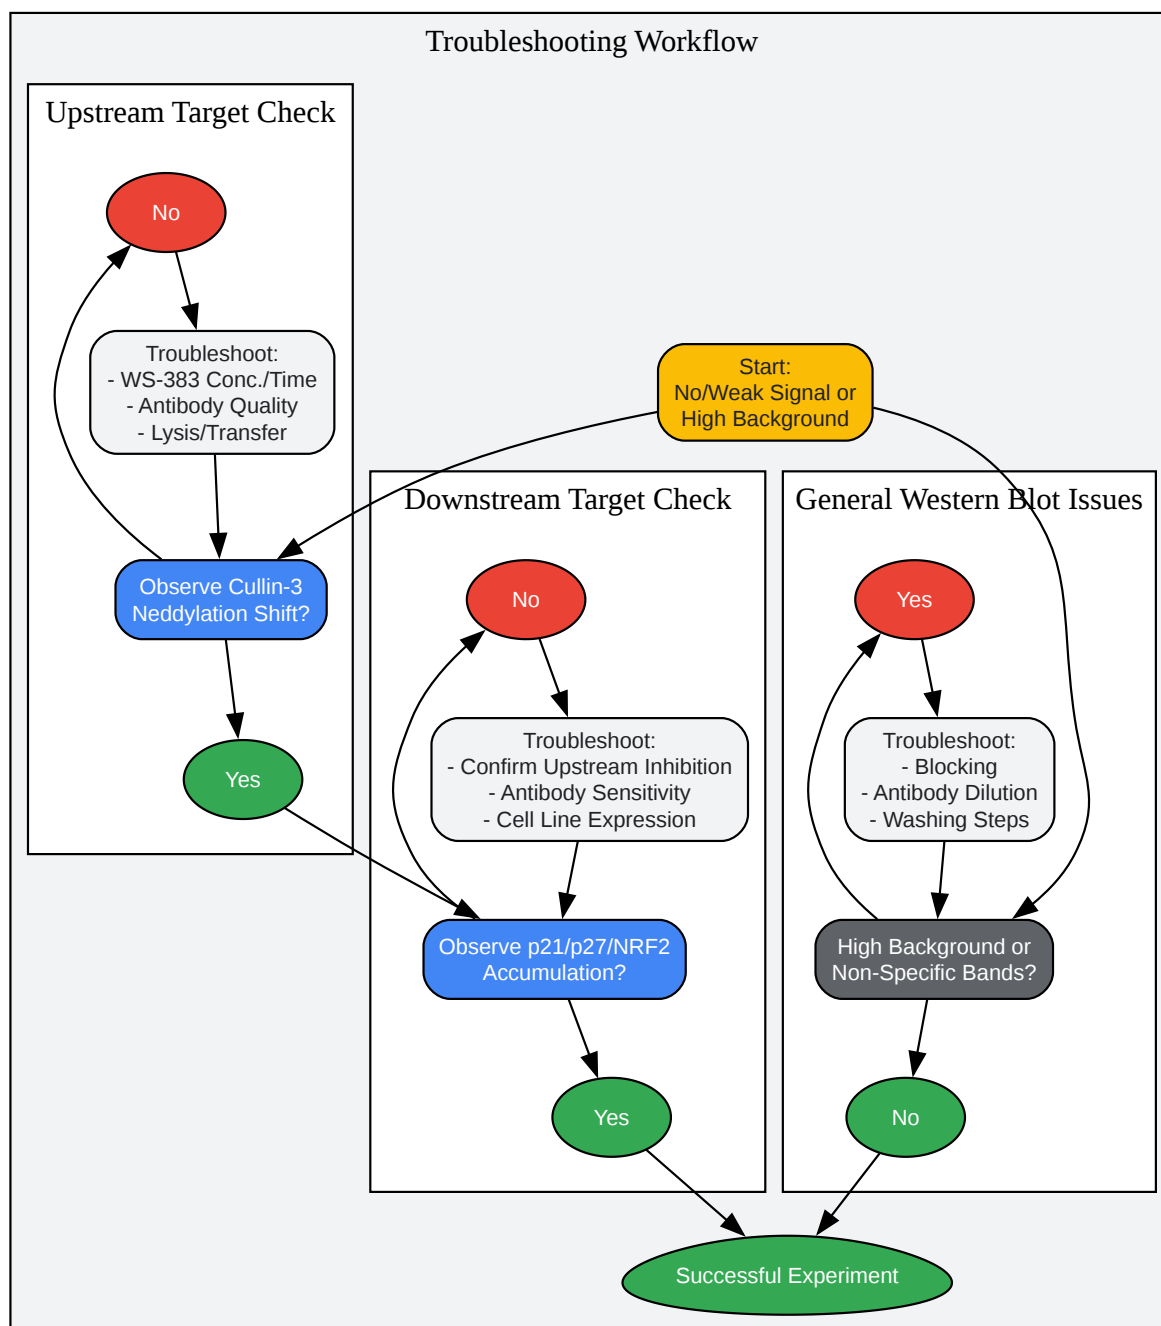 Troubleshooting Workflow
Upstream Target Check
No
Troubleshoot:
- WS-383 Conc./Time
- Antibody Quality
- Lysis/Transfer
Start:
No/Weak Signal or
High Background
Observe Cullin-3
Neddylation Shift?
Yes
Downstream Target Check
No
Troubleshoot:
- Confirm Upstream Inhibition
- Antibody Sensitivity
- Cell Line Expression
Observe p21/p27/NRF2
Accumulation?
Yes
General Western Blot Issues
Yes
Troubleshoot:
- Blocking
- Antibody Dilution
- Washing Steps
High Background or
Non-Specific Bands?
No
Successful Experiment